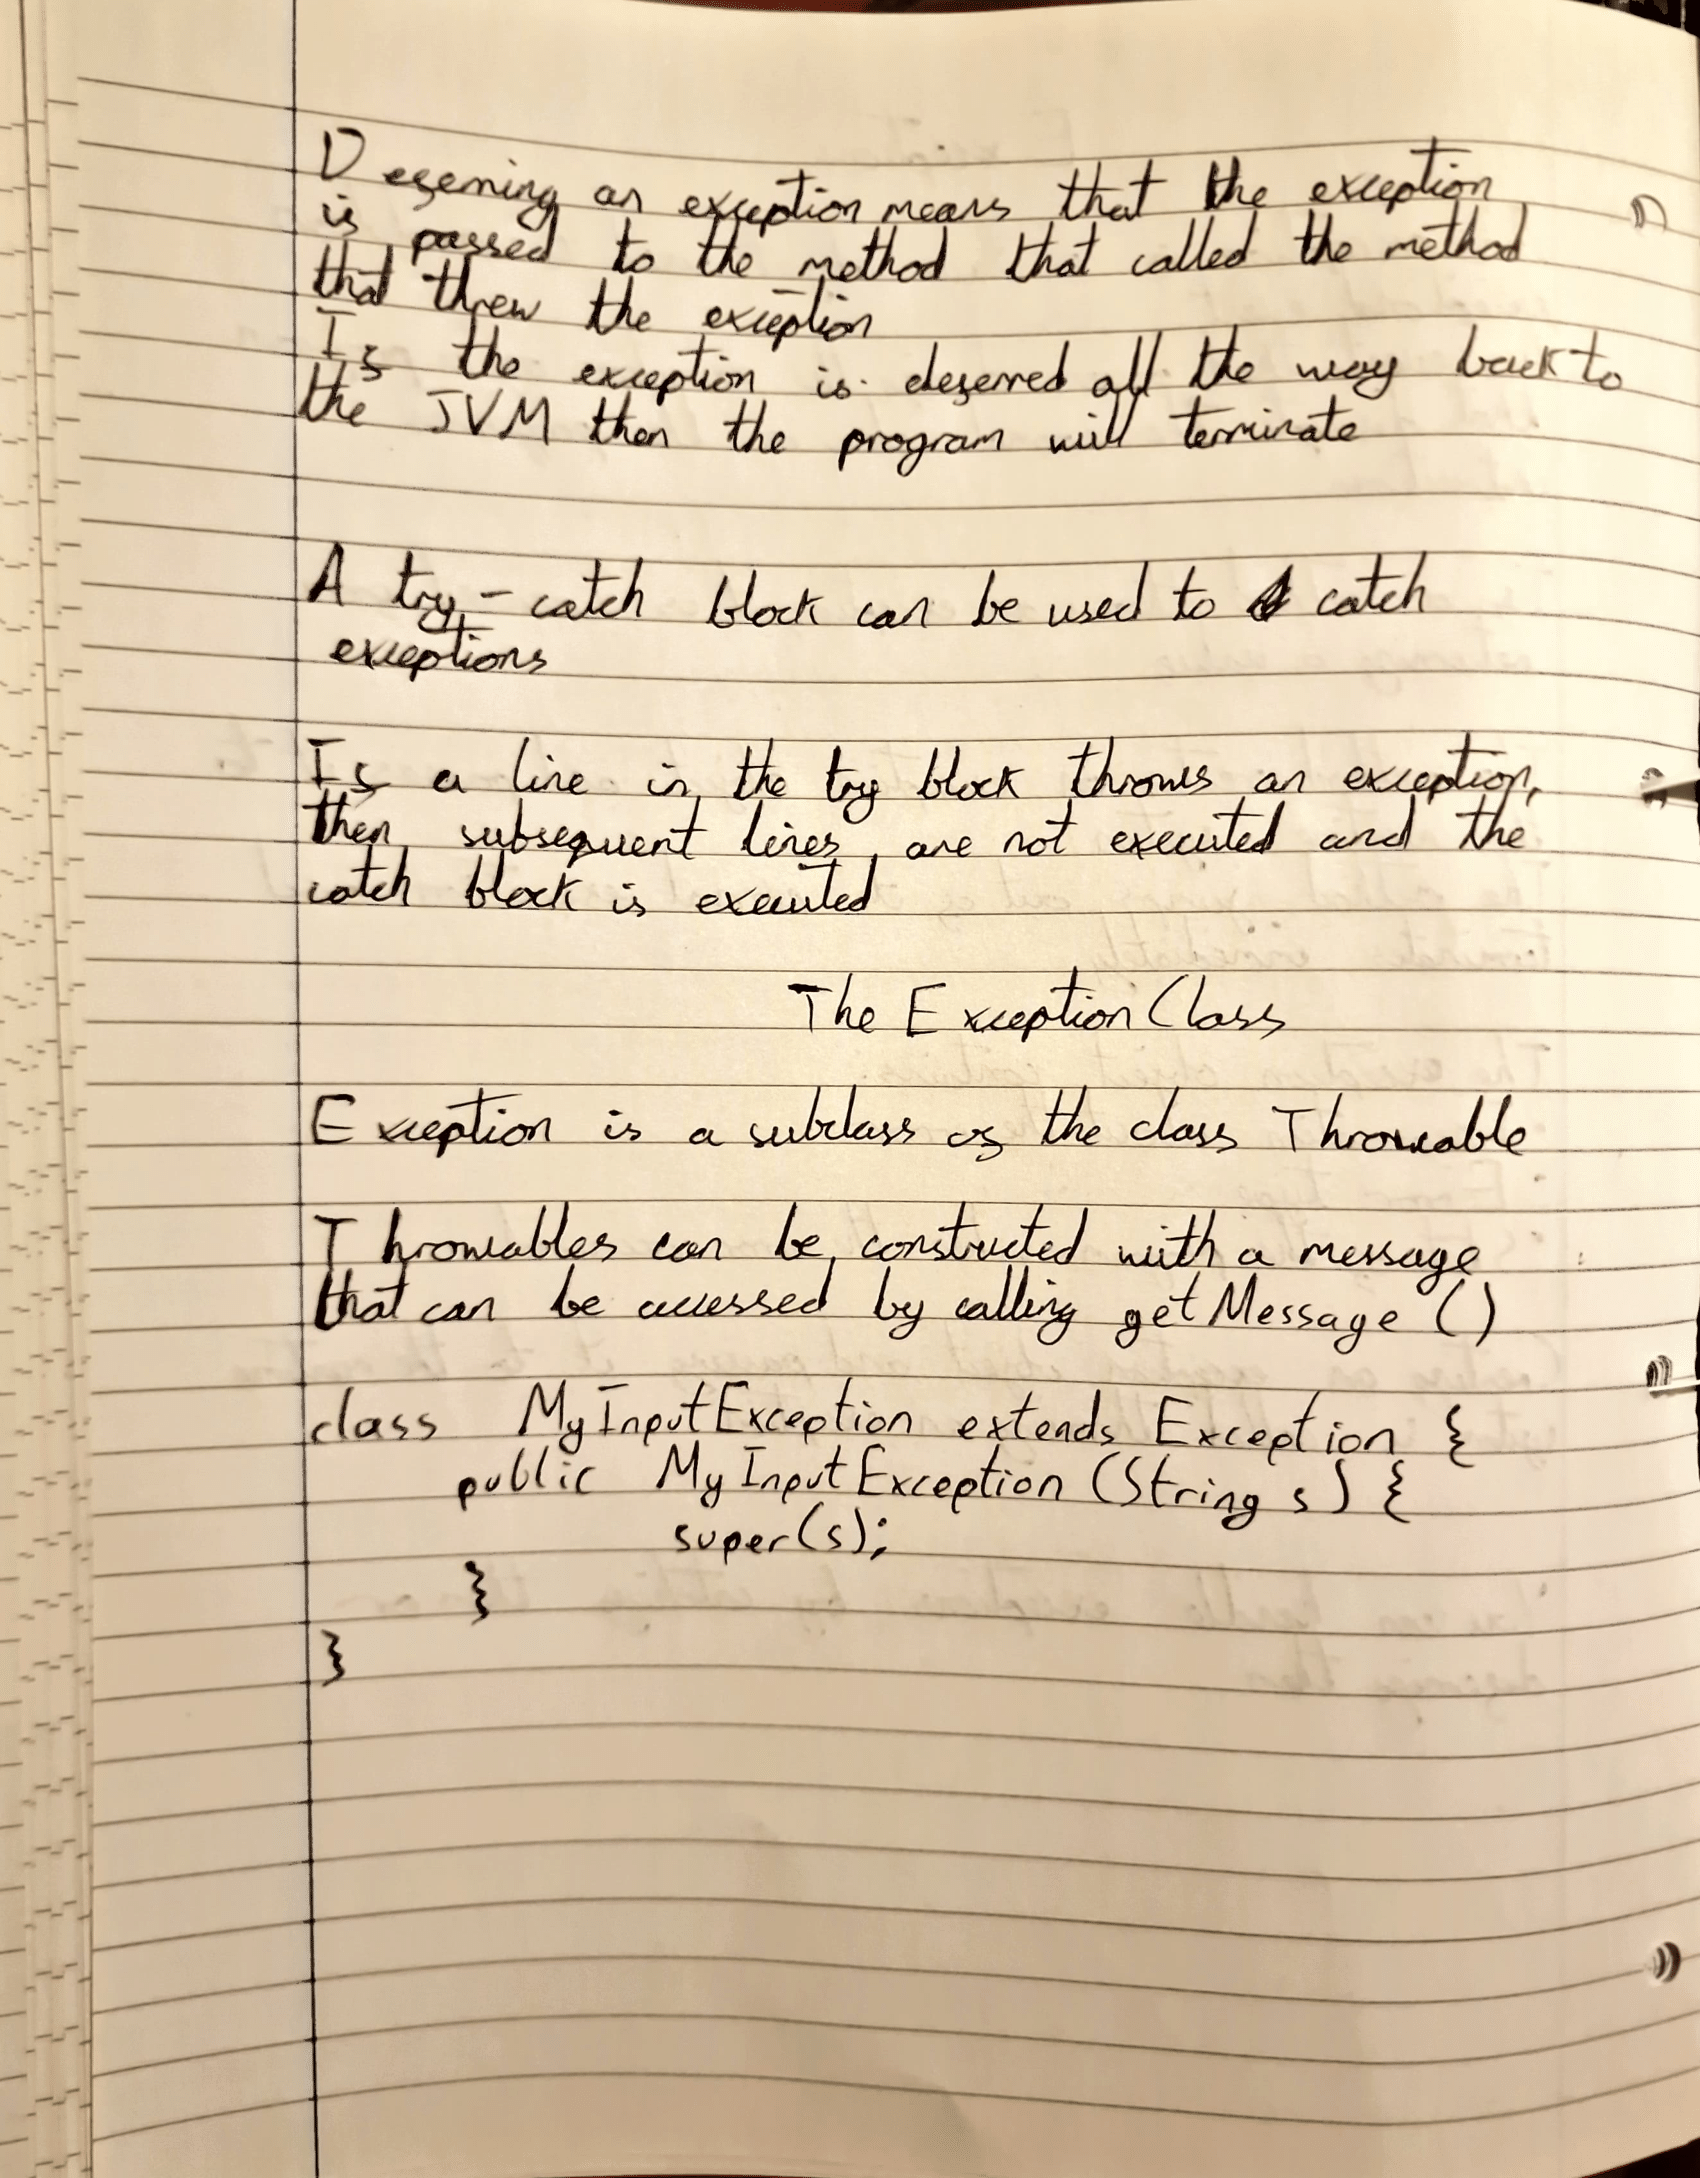 Deferring an exception means that the exception
is passed to the method that called the method
that threw the exception
If the exception is deferred all the way back to
the JVM then the program will terminate
A try-catch block can be used to catch
exceptions
If a line in the try block throws an exception,
then subsequent lines are not executed and the
catch block is executed
The Exception Class
Exception is a subclass of the class Throwable
Throwables can be constructed with a message
that can be accessed by calling getMessage()
class MyInputException extends Exception {
public MyInputException (String s) {
super(s);
}
}